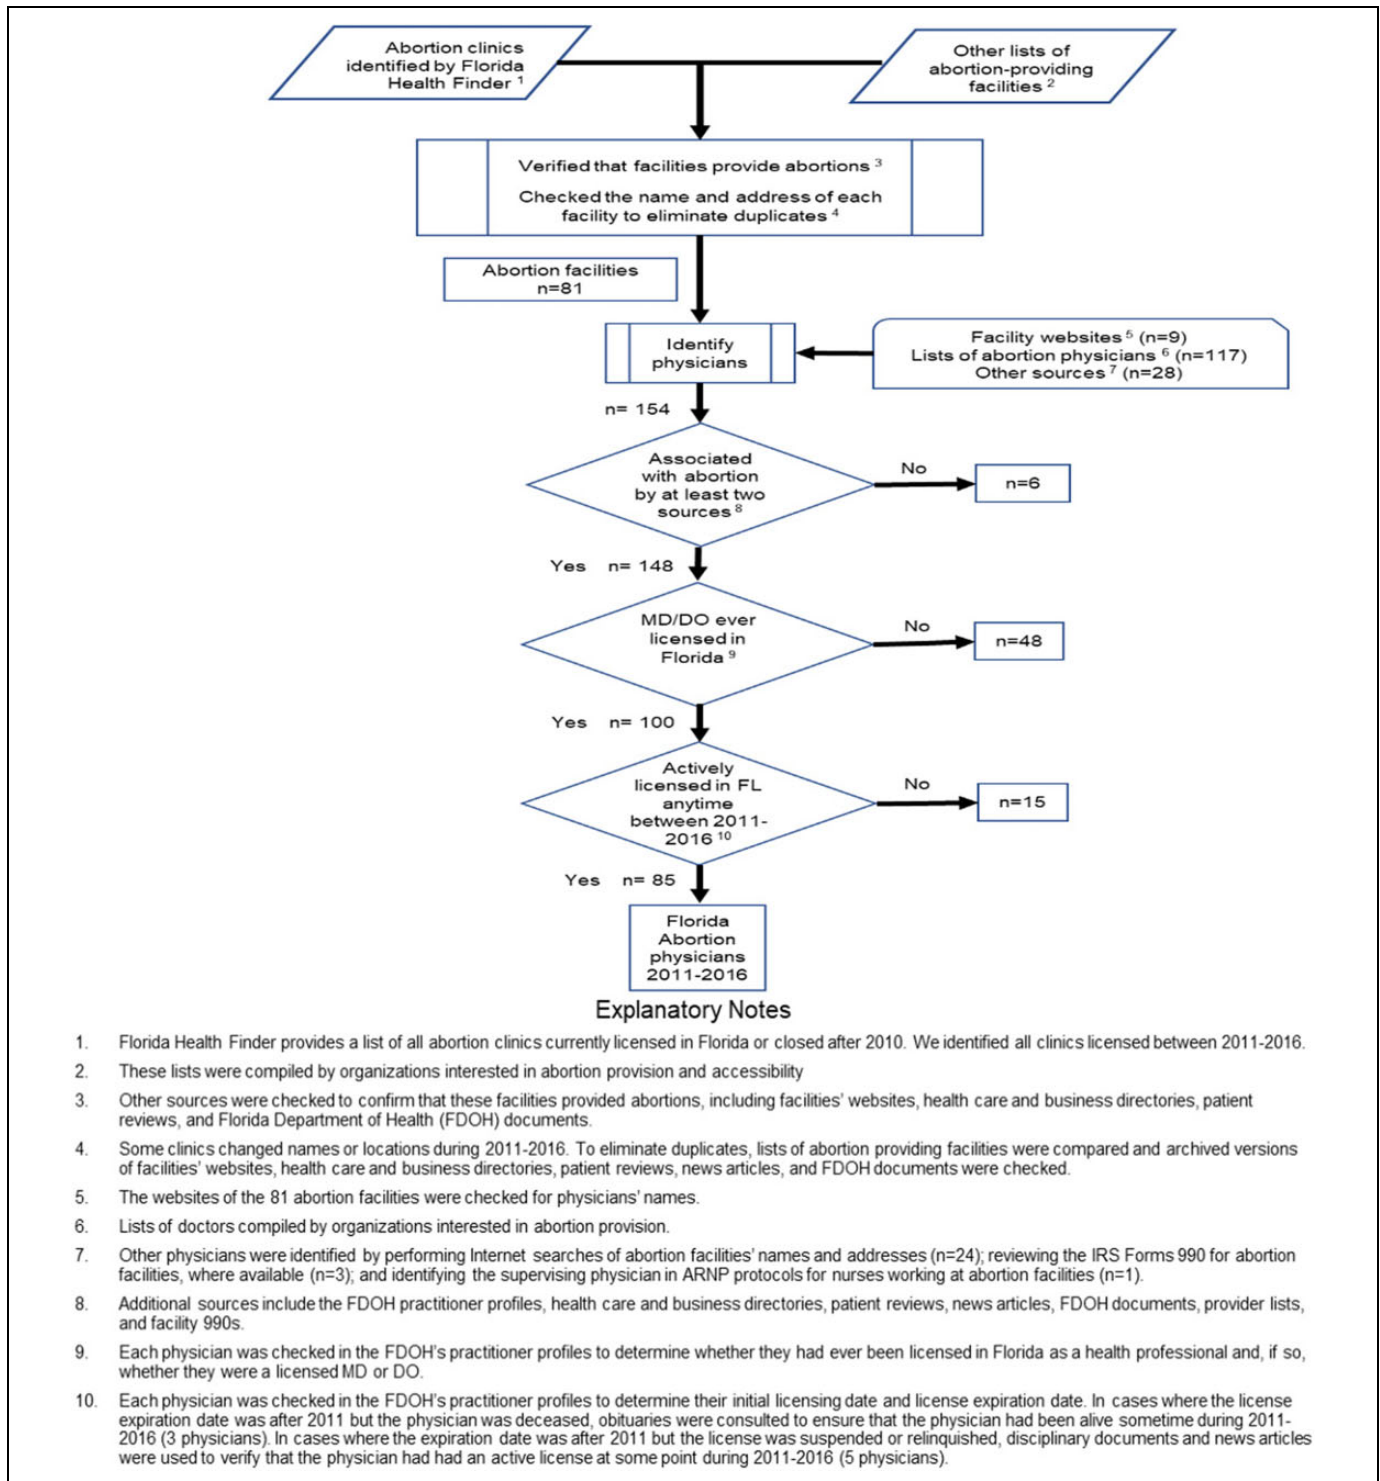 Abortion clinics
identified by Florida
Health Finder 1
Other lists of
abortion-providing
facilities 2
Verified that facilities provide abortions 3
Checked the name and address of each
facility to eliminate duplicates 4
Abortion facilities
n=81
Identify
physicians
Facility websites 5 (n=9)
Lists of abortion physicians 6 (n=117)
Other sources 7 (n=28)
n= 154
Associated
with abortion
by at least two
sources 8
No
n=6
Yes n= 148
MD/DO ever
licensed in
Florida 9
No
n=48
Yes n= 100
Actively
licensed in FL
anytime
between 2011-
2016 10
No
n=15
Yes n= 85
Florida
Abortion
physicians
2011-2016
Explanatory Notes
1. Florida Health Finder provides a list of all abortion clinics currently licensed in Florida or closed after 2010. We identified all clinics licensed between 2011-2016.
2. These lists were compiled by organizations interested in abortion provision and accessibility
3. Other sources were checked to confirm that these facilities provided abortions, including facilities' websites, health care and business directories, patient
reviews, and Florida Department of Health (FDOH) documents.
4. Some clinics changed names or locations during 2011-2016. To eliminate duplicates, lists of abortion providing facilities were compared and archived versions
of facilities' websites, health care and business directories, patient reviews, news articles, and FDOH documents were checked.
5. The websites of the 81 abortion facilities were checked for physicians' names.
6. Lists of doctors compiled by organizations interested in abortion provision.
7. Other physicians were identified by performing Internet searches of abortion facilities' names and addresses (n=24); reviewing the IRS Forms 990 for abortion
facilities, where available (n=3); and identifying the supervising physician in ARNP protocols for nurses working at abortion facilities (n=1).
8. Additional sources include the FDOH practitioner profiles, health care and business directories, patient reviews, news articles, FDOH documents, provider lists,
and facility 990s.
9. Each physician was checked in the FDOH's practitioner profiles to determine whether they had ever been licensed in Florida as a health professional and, if so,
whether they were a licensed MD or DO.
10. Each physician was checked in the FDOH's practitioner profiles to determine their initial licensing date and license expiration date. In cases where the license
expiration date was after 2011 but the physician was deceased, obituaries were consulted to ensure that the physician had been alive sometime during 2011-
2016 (3 physicians). In cases where the expiration date was after 2011 but the license was suspended or relinquished, disciplinary documents and news articles
were used to verify that the physician had had an active license at some point during 2011-2016 (5 physicians).